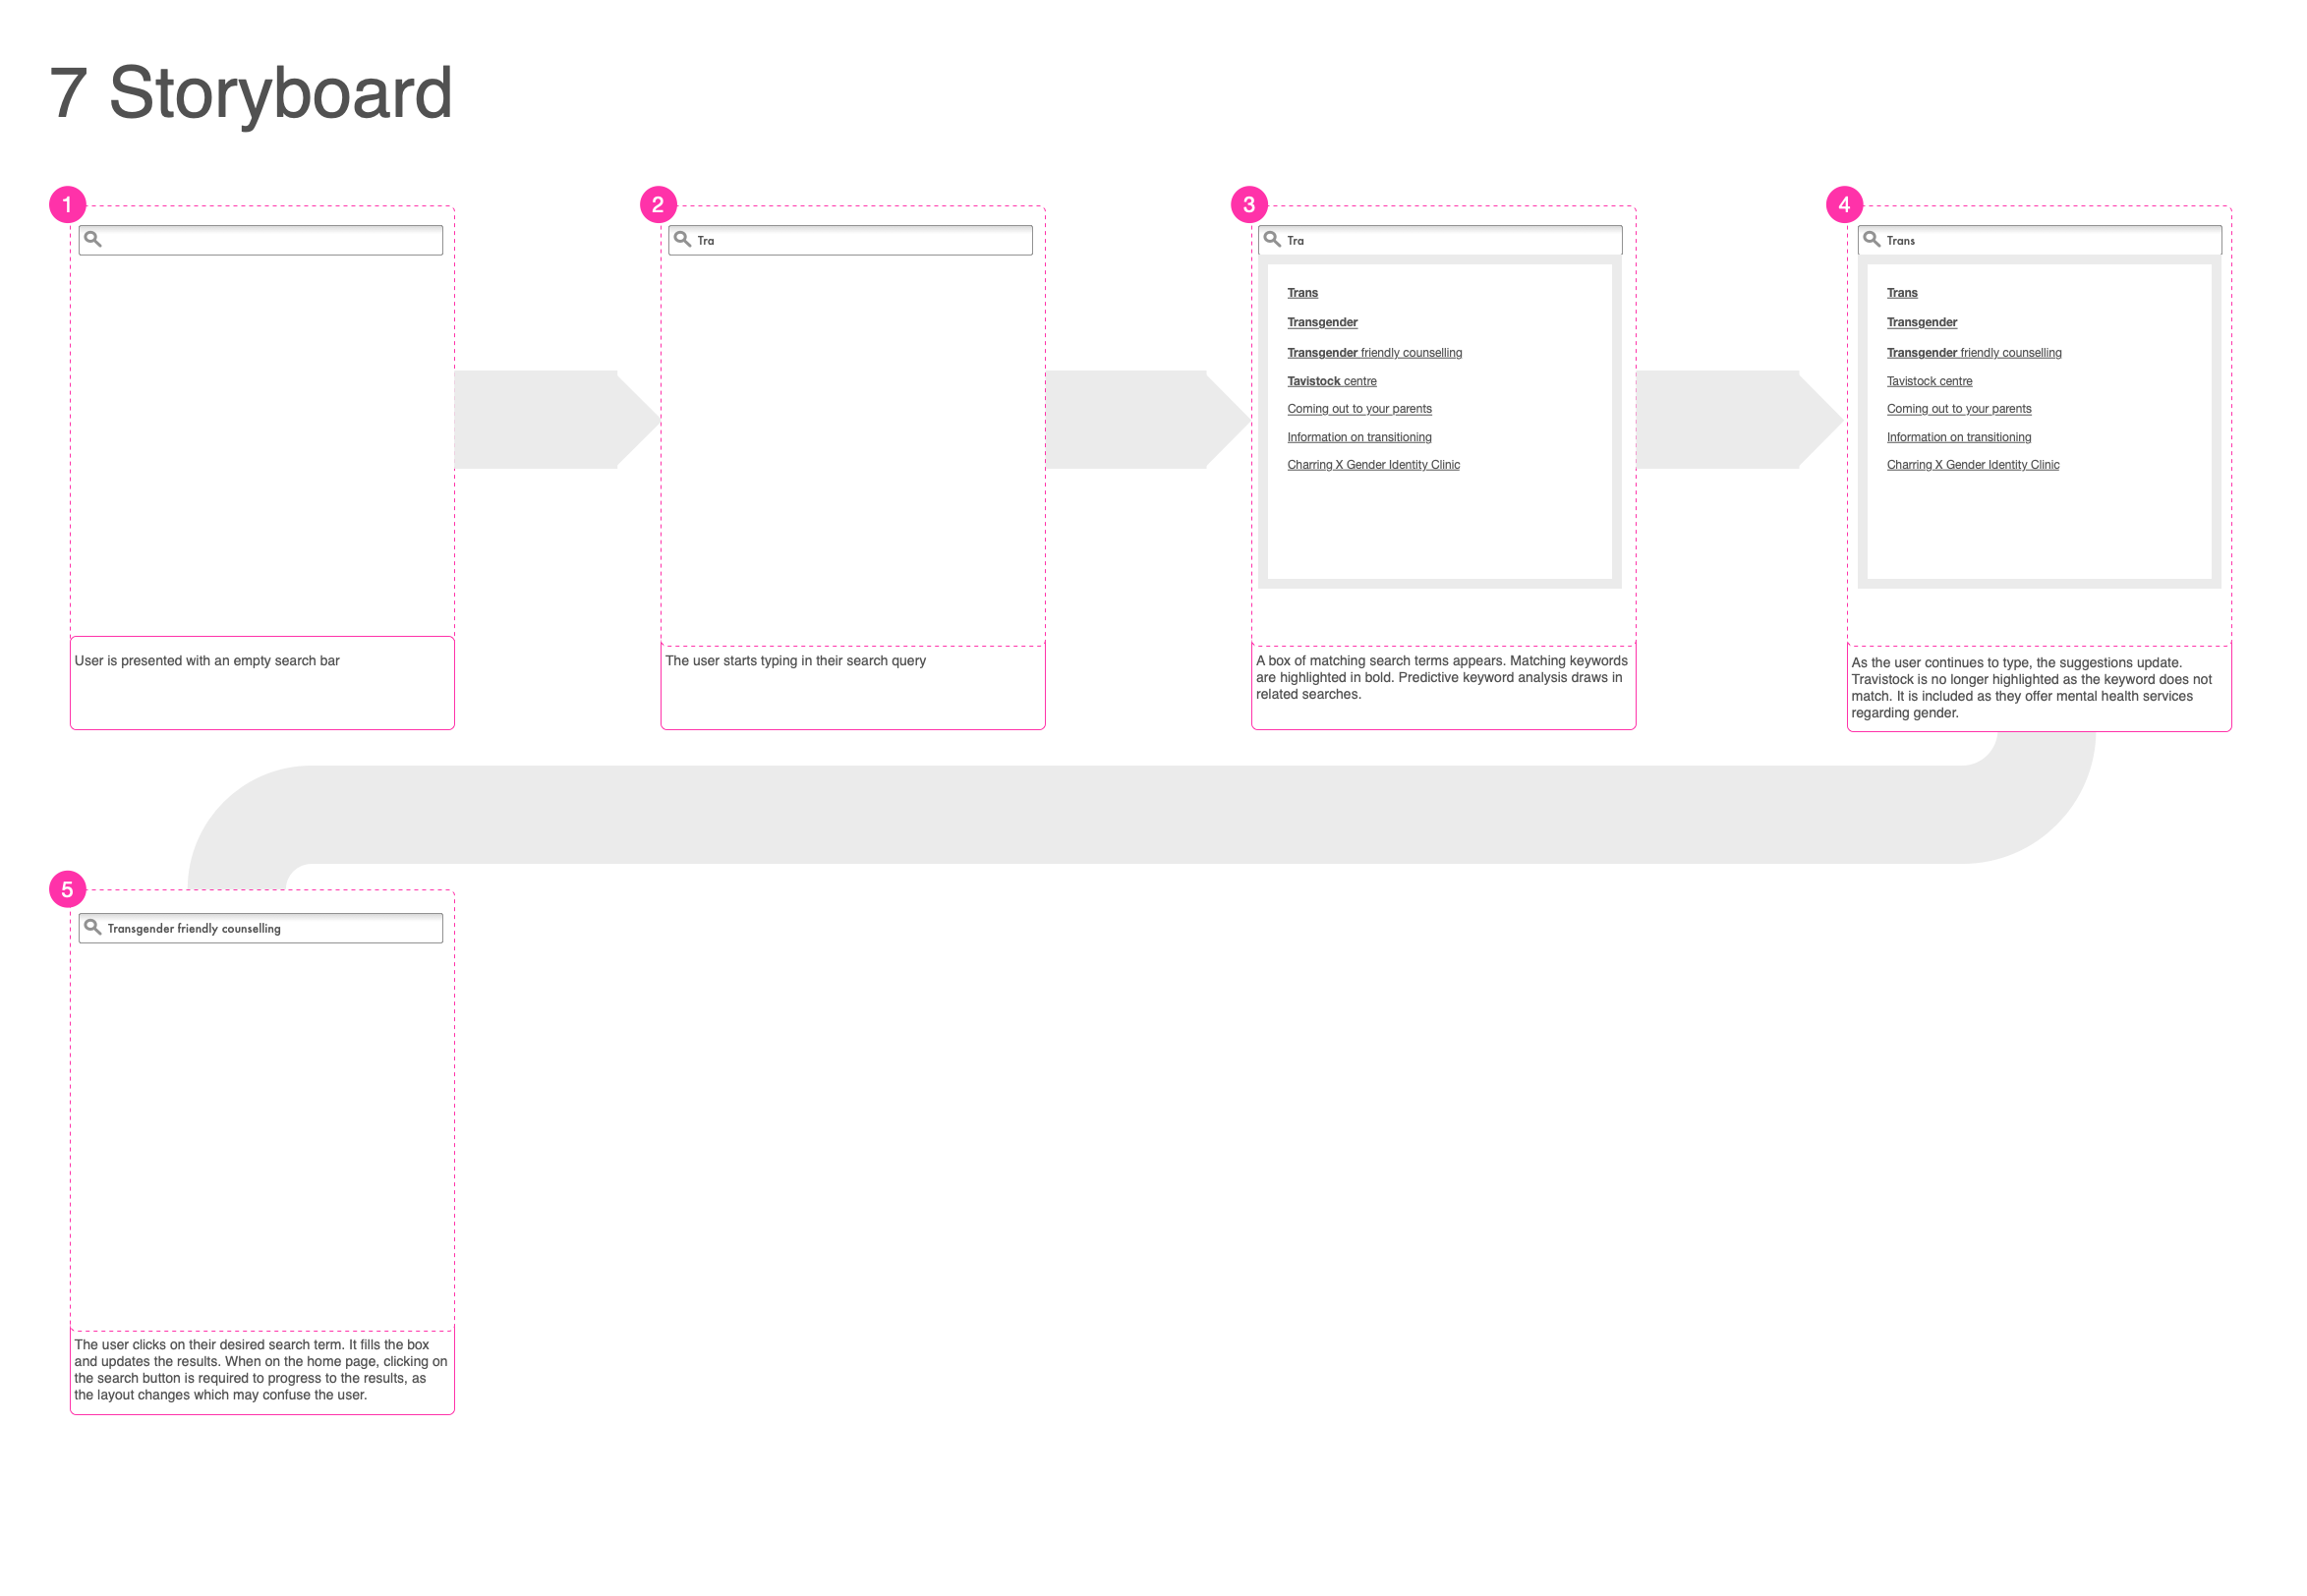 7 Storyboard
1
2
Tra
3
Tra
Trans
Transgender
Transgender friendly counselling
Tavistock centre
Coming out to your parents
Information on transitioning
Charring X Gender Identity Clinic
4
Trans
Trans
Transgender
Transgender friendly counselling
Tavistock centre
Coming out to your parents
Information on transitioning
Charring X Gender Identity Clinic
User is presented with an empty search bar
The user starts typing in their search query
A box of matching search terms appears. Matching keywords
are highlighted in bold. Predictive keyword analysis draws in
related searches.
As the user continues to type, the suggestions update.
Travistock is no longer highlighted as the keyword does not
match. It is included as they offer mental health services
regarding gender.
5
Transgender friendly counselling
The user clicks on their desired search term. It fills the box
and updates the results. When on the home page, clicking on
the search button is required to progress to the results, as
the layout changes which may confuse the user.